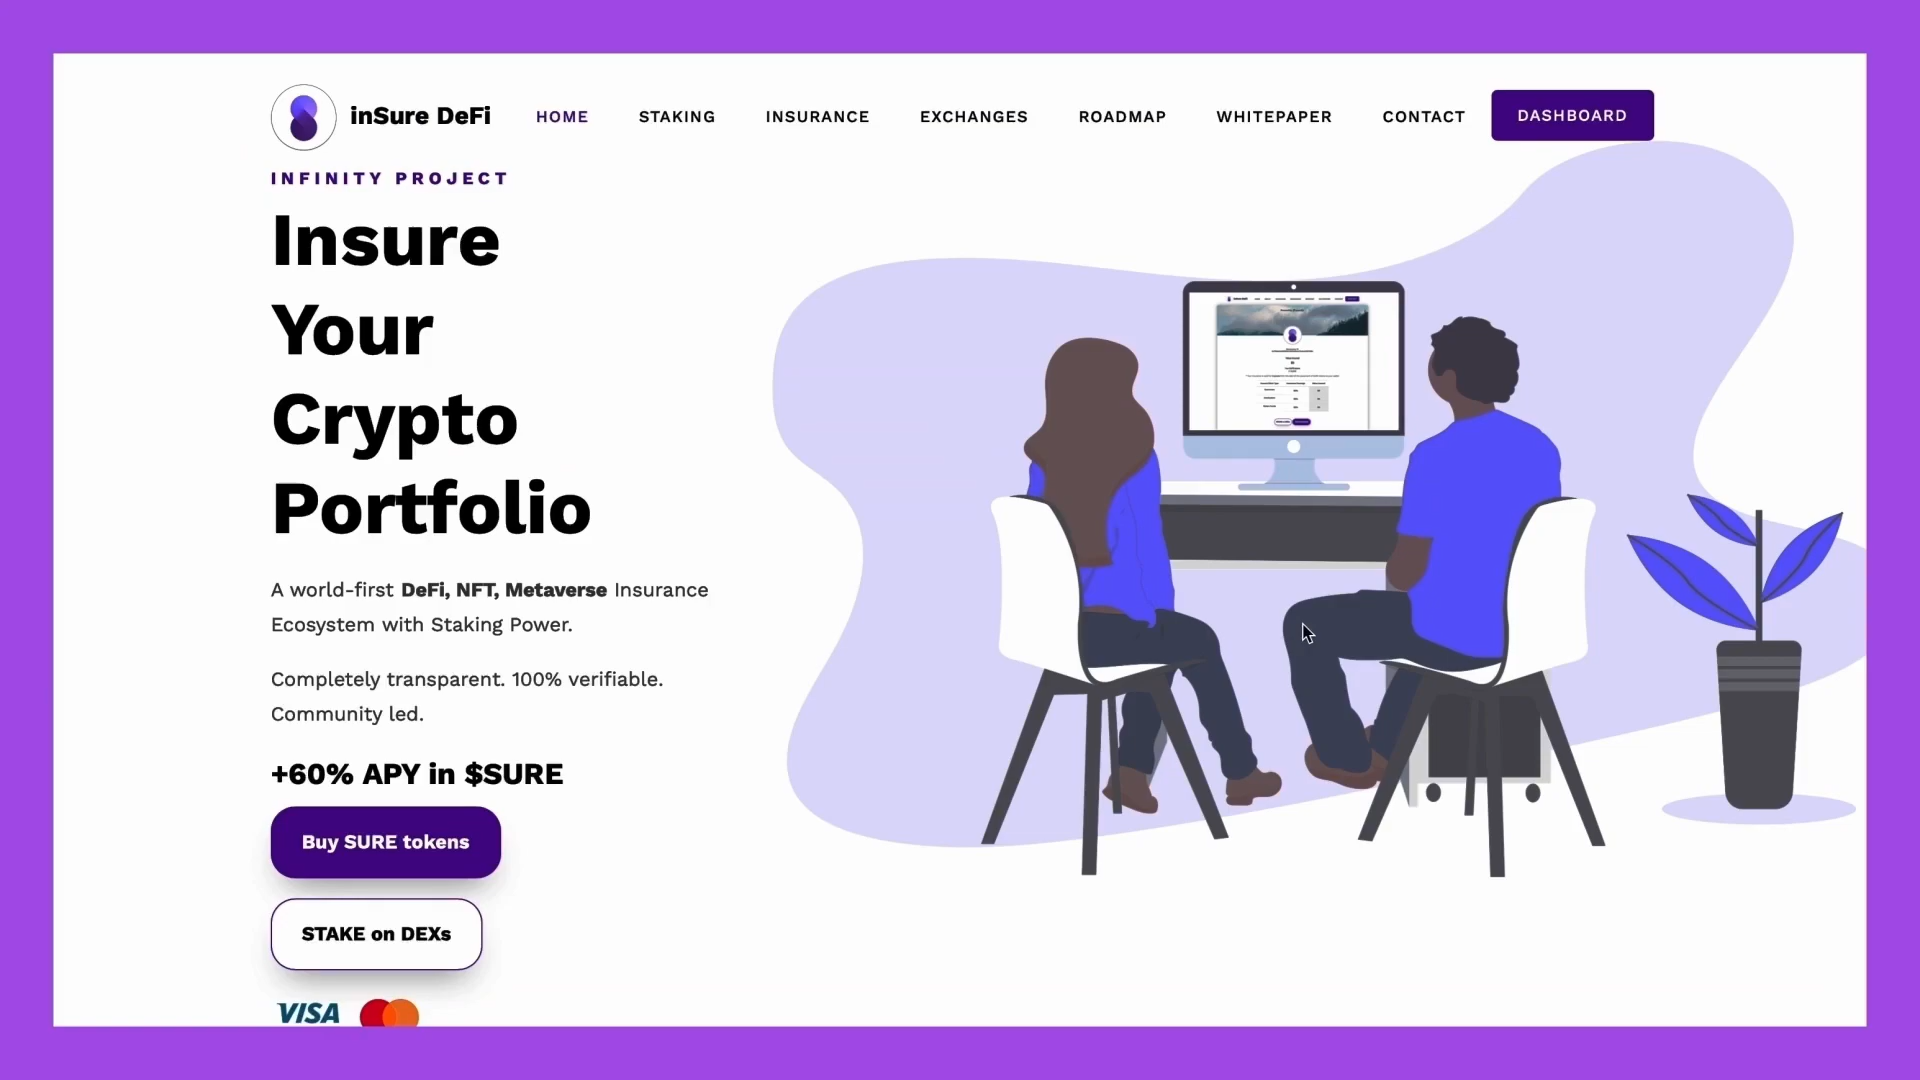 inSure DeFi
HOME STAKING INSURANCE EXCHANGES ROADMAP WHITEPAPER CONTACT DASHBOARD
INFINITY PROJECT
Insure
Your
Crypto
Portfolio
A world-first DeFi, NFT, Metaverse Insurance
Ecosystem with Staking Power.
Completely transparent. 100% verifiable.
Community led.
+60% APY in $SURE
Buy SURE tokens
STAKE on DEXs
VISA